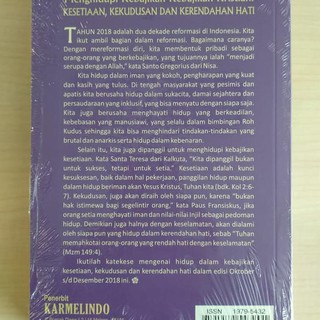 Menghidupi Kebajikan-Kebajikan Kristiani
KESETIAAN, KEKUDUSAN DAN KERENDAHAN HATI
TAHUN 2018 adalah dua dekade reformasi di Indonesia. Kita
ikut ambil bagian dalam reformasi. Bagaimana caranya?
Dengan mereformasi diri, kita membentuk pribadi sebagai
orang-orang yang berkebajikan, yang tujuannya ialah "menjadi
serupa dengan Allah," kata Santo Gregorius dari Nisa.
Kita hidup dalam iman yang kokoh, pengharapan yang kuat
dan kasih yang tulus. Di tengah masyarakat yang pesimis dan
apatis kita berusaha hidup dalam sukacita, damai sejahtera dan
persaudaraan yang inklusif, yang bisa menyatu dengan siapa saja.
Kita juga berusaha menghayati hidup yang berkeadilan,
kebebasan yang manusiawi, yang selalu dalam bimbingan Roh
Kudus sehingga kita bisa menghindari tindakan-tindakan yang
brutal dan anarkis serta hidup dalam kebenaran.
Selain itu, kita juga dipanggil untuk menghidupi kebajikan
kesetiaan. Kata Santa Teresa dari Kalkuta, "Kita dipanggil bukan
untuk sukses, tetapi untuk setia." Kesetiaan adalah kunci
kesuksesan, baik dalam hal pekerjaan, panggilan hidup maupun
dalam hidup beriman akan Yesus Kristus, Tuhan kita (bdk. Kol 2:6-
7). Kekudusan, juga akan diraih oleh siapa pun, karena "bukan
hak istimewa bagi segelintir orang," kata Paus Fransiskus, jika
orang setia menghayati iman dan nilai-nilai Injil sebagai pedoman
hidup. Demikian juga halnya dengan keselamatan, akan dialami
oleh siapa pun yang hidup dalam kerendahan hati, sebab "Tuhan
memahkotai orang-orang yang rendah hati dengan keselamatan"
(Mzm 149:4).
Ikutilah katekese mengenai hidup dalam kebajikan
kesetiaan, kekudusan dan kerendahan hati dalam edisi Oktober
s/d Desember 2018 ini.
Penerbit
KARMELINDO
ISSN 1979-5432